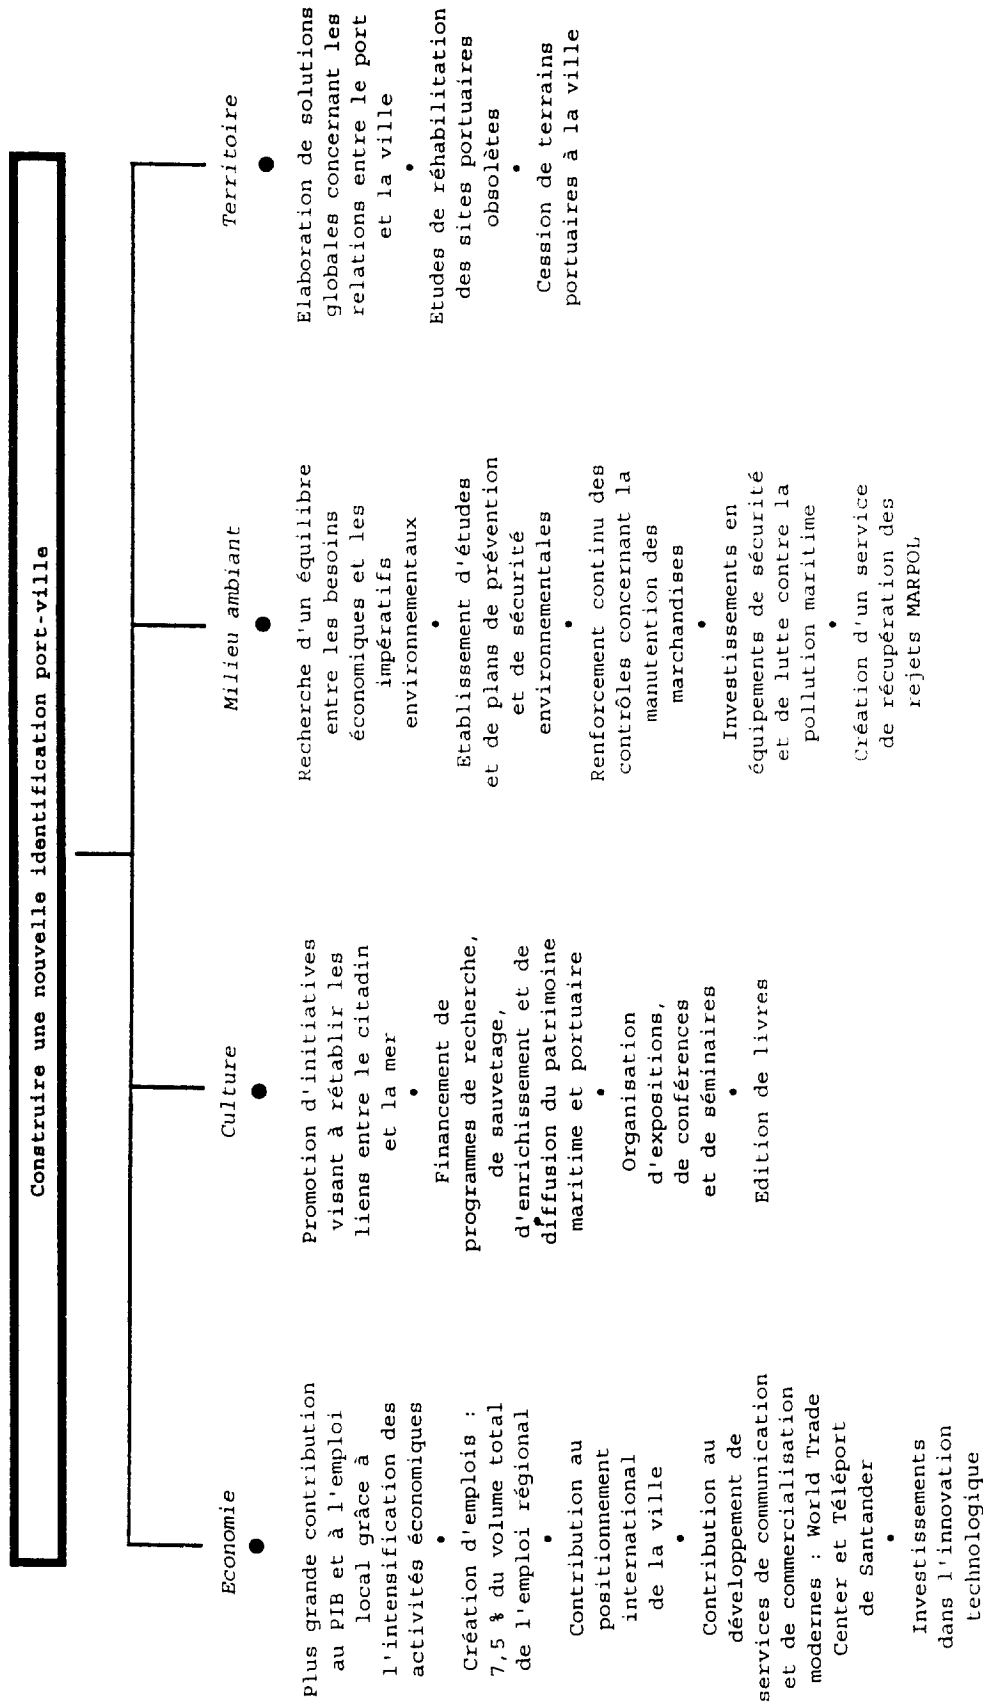 Construire une nouvelle identification port-ville
Economie
Plus grande contribution
au PIB et à l'emploi
local grâce à
l'intensification des
activités économiques
•
Création d'emplois :
7,5 % du volume total
de l'emploi régional
•
Contribution au
positionnement
international
de la ville
•
Contribution au
développement de
services de communication
et de commercialisation
modernes : World Trade
Center et Téléport
de Santander
•
Investissements
dans l'innovation
technologique
Culture
Promotion d'initiatives
visant à rétablir les
liens entre le citadin
et la mer
•
Financement de
programmes de recherche,
de sauvetage,
d'enrichissement et de
diffusion du patrimoine
maritime et portuaire
•
Organisation
d'expositions,
de conférences
et de séminaires
•
Edition de livres
Milieu ambiant
Recherche d'un équilibre
entre les besoins
économiques et les
impératifs
environnementaux
•
Etablissement d'études
et de plans de prévention
et de sécurité
environnementales
•
Renforcement continu des
contrôles concernant la
manutention des
marchandises
•
Investissements en
équipements de sécurité
et de lutte contre la
pollution maritime
•
Création d'un service
de récupération des
rejets MARPOL
Territoire
Elaboration de solutions
globales concernant les
relations entre le port
et la ville
•
Etudes de réhabilitation
des sites portuaires
obsolètes
•
Cession de terrains
portuaires à la ville